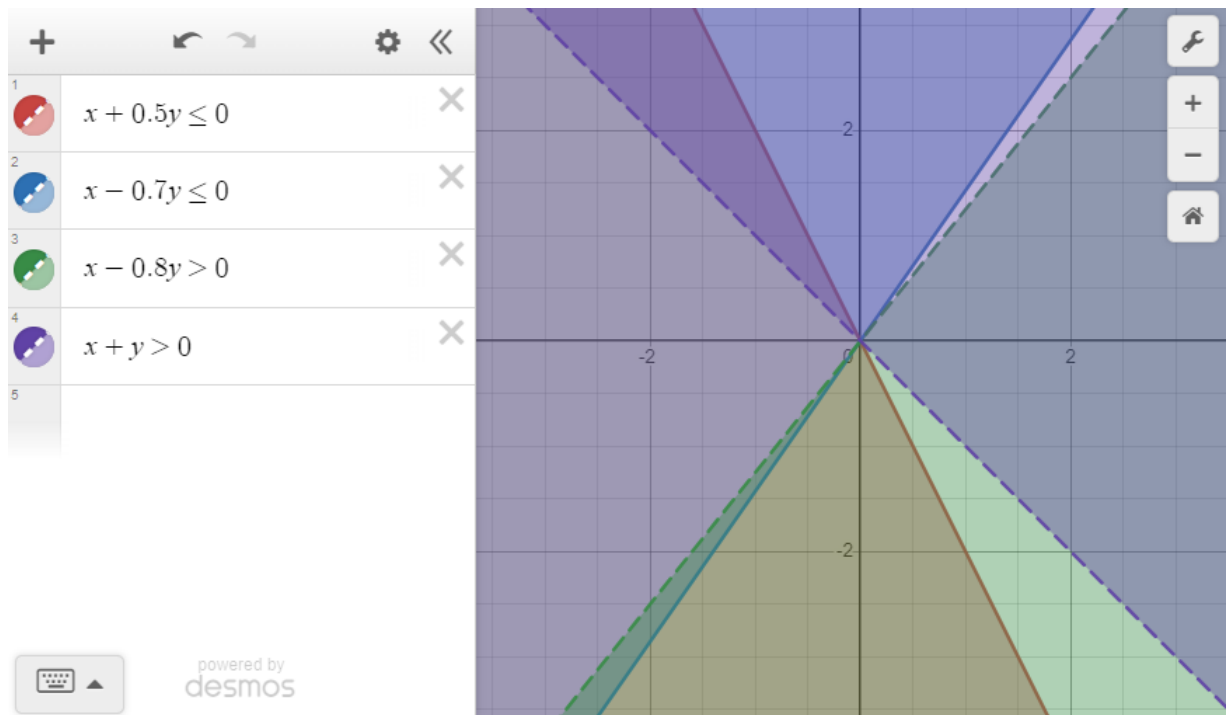 1
x + 0.5y ≤ 0
2
x − 0.7y ≤ 0
3
x − 0.8y > 0
4
x + y > 0
5
powered by
desmos
2
-2
0
2
-2